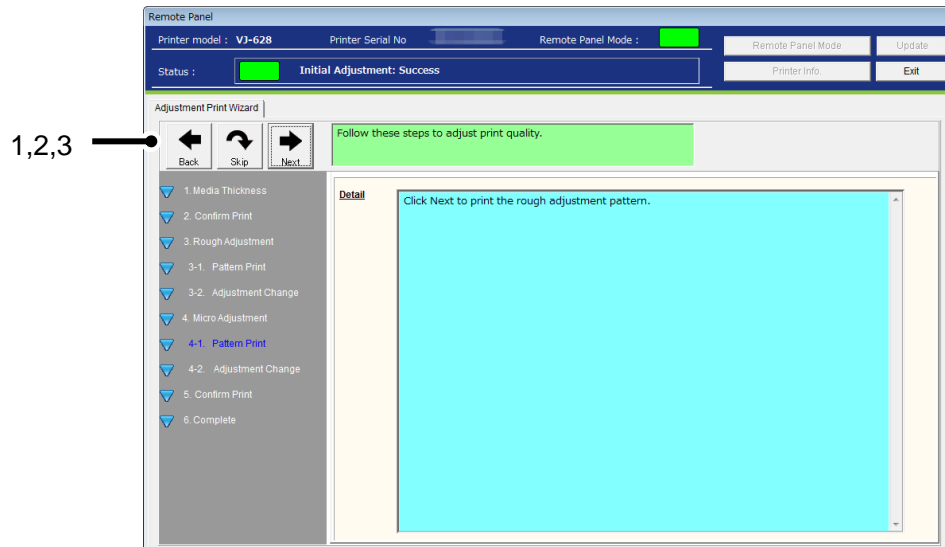 Remote Panel
Printer model : VJ-628 Printer Serial No Remote Panel Mode :
Remote Panel Mode Update
Status : Initial Adjustment: Success
Printer Info. Exit
Adjustment Print Wizard
1,2,3
Back Skip Next
Follow these steps to adjust print quality.
1. Media Thickness
2. Confirm Print
3. Rough Adjustment
3-1. Pattern Print
3-2. Adjustment Change
4. Micro Adjustment
4-1. Pattern Print
4-2. Adjustment Change
5. Confirm Print
6. Complete
Detail
Click Next to print the rough adjustment pattern.